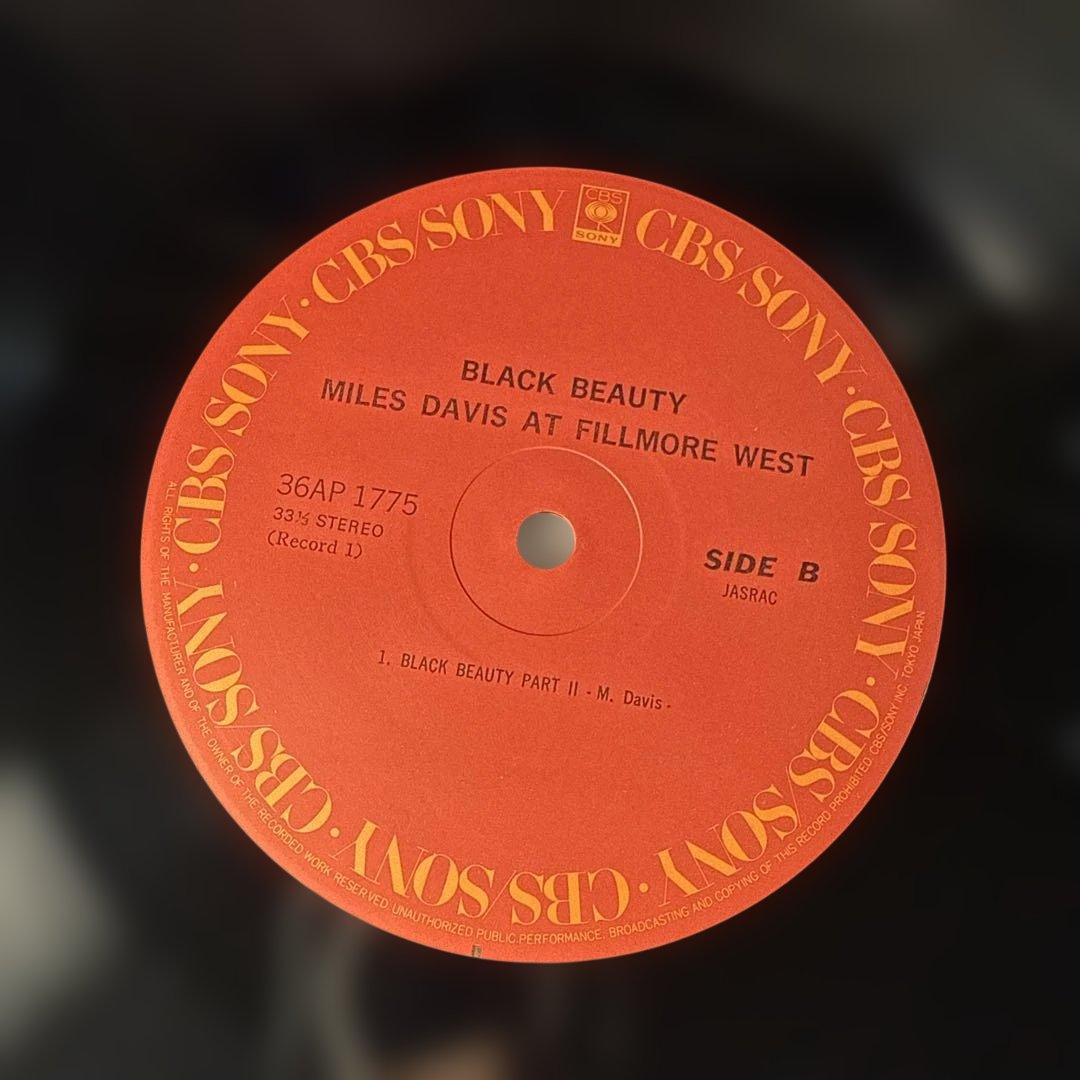 CBS/SONY · CBS/SONY · CBS/SONY · CBS/SONY · CBS/SONY · CBS/SONY · CBS/SONY · CBS/SONY
CBS
SONY
BLACK BEAUTY
MILES DAVIS AT FILLMORE WEST
36AP 1775
33⅓ STEREO
(Record 1)
SIDE B
JASRAC
1. BLACK BEAUTY PART II - M. Davis -
ALL RIGHTS OF THE MANUFACTURER AND OF THE OWNER OF THE RECORDED WORK RESERVED. UNAUTHORIZED PUBLIC.PERFORMANCE. BROADCASTING AND COPYING OF THIS RECORD PROHIBITED CBS/SONY INC. TOKYO JAPAN